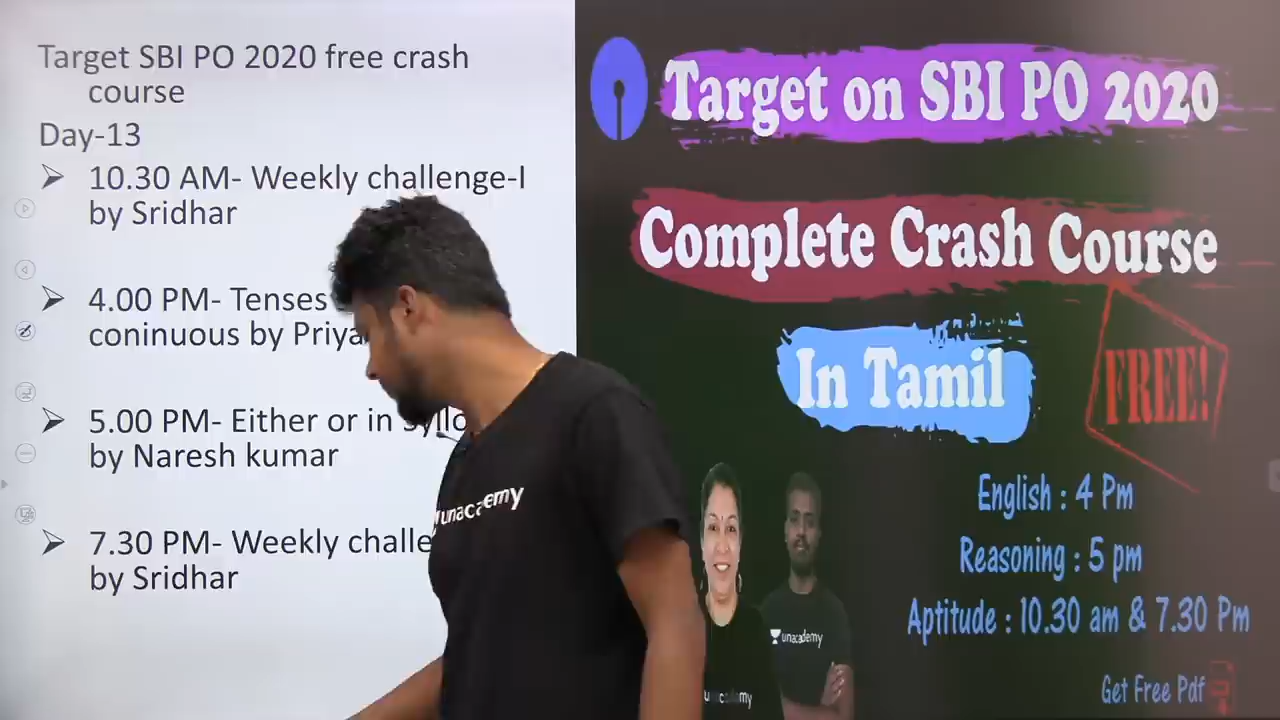 Target SBI PO 2020 free crash
course
Day-13
10.30 AM- Weekly challenge-I
by Sridhar
4.00 PM- Tenses
coninuous by
5.00 PM- Either or in
by Naresh kumar
7.30 PM- Weekly
by Sridhar
unacademy
Target on SBI PO 2020
Complete Crash Course
In Tamil
FREE!
English : 4 Pm
Reasoning : 5 pm
Aptitude : 10.30 am & 7.30 Pm
unacademy
unacademy
Get Free Pdf